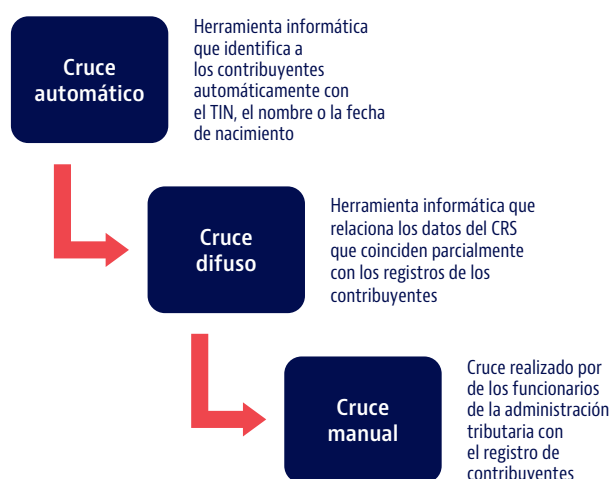 Cruce
automático
Herramienta informática
que identifica a
los contribuyentes
automáticamente con
el TIN, el nombre o la fecha
de nacimiento
Cruce
difuso
Herramienta informática que
relaciona los datos del CRS
que coinciden parcialmente
con los registros de los
contribuyentes
Cruce
manual
Cruce realizado por
de los funcionarios
de la administración
tributaria con
el registro de
contribuyentes